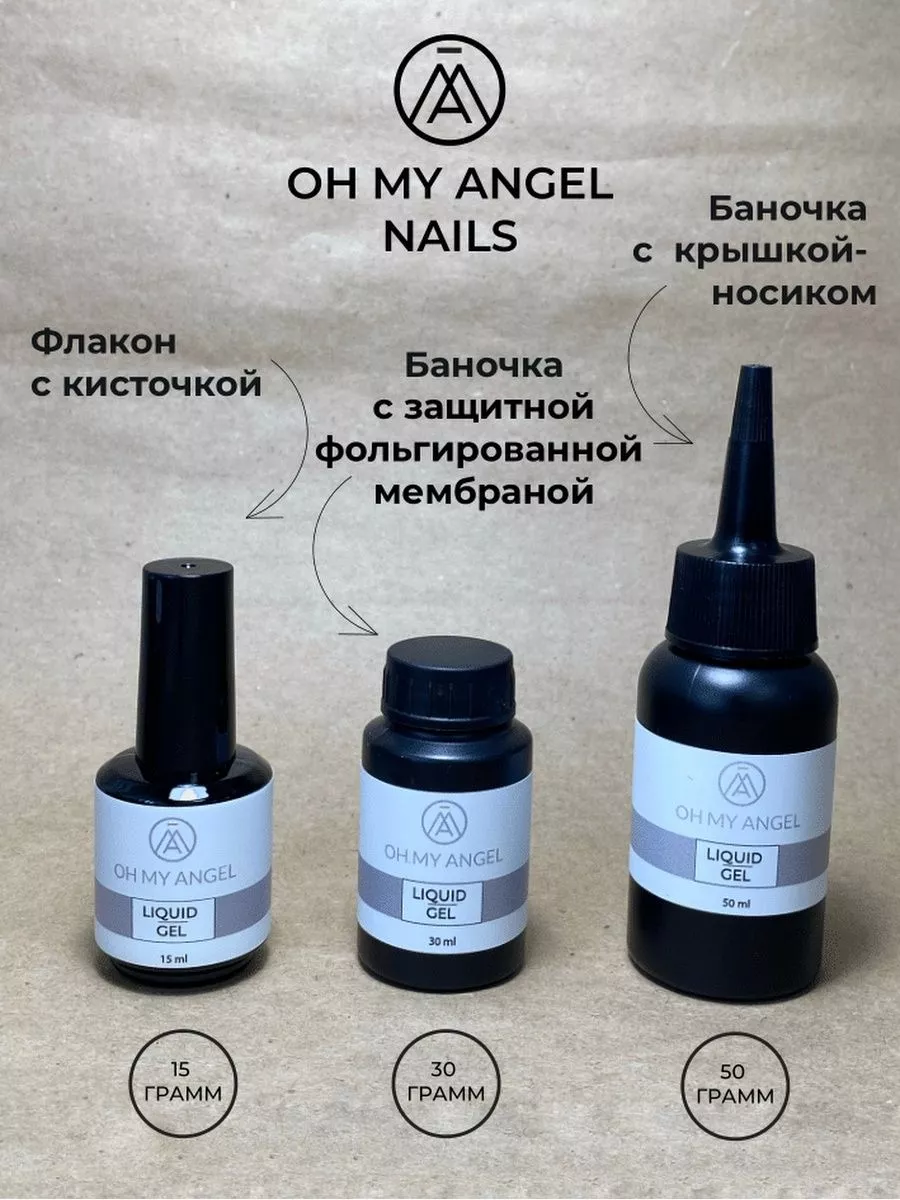 OH MY ANGEL
NAILS
Баночка
с крышкой-
носиком
Флакон
с кисточкой
Баночка
с защитной
фольгированной
мембраной
OH MY ANGEL
LIQUID
GEL
15 ml
OH MY ANGEL
LIQUID
GEL
30 ml
OH MY ANGEL
LIQUID
GEL
50 ml
15
ГРАММ
30
ГРАММ
50
ГРАММ